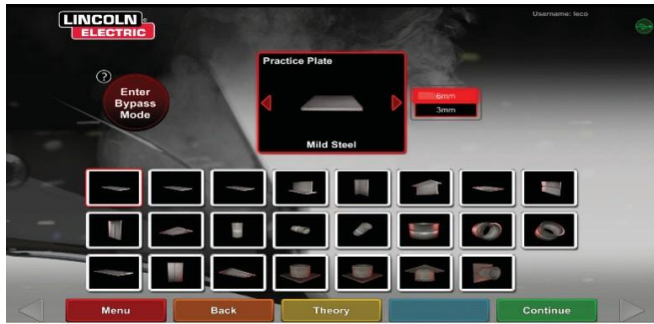 LINCOLN
ELECTRIC
Username: leco
Practice Plate
?
Enter
Bypass
Mode
6mm
3mm
Mild Steel
Menu
Back
Theory
Continue